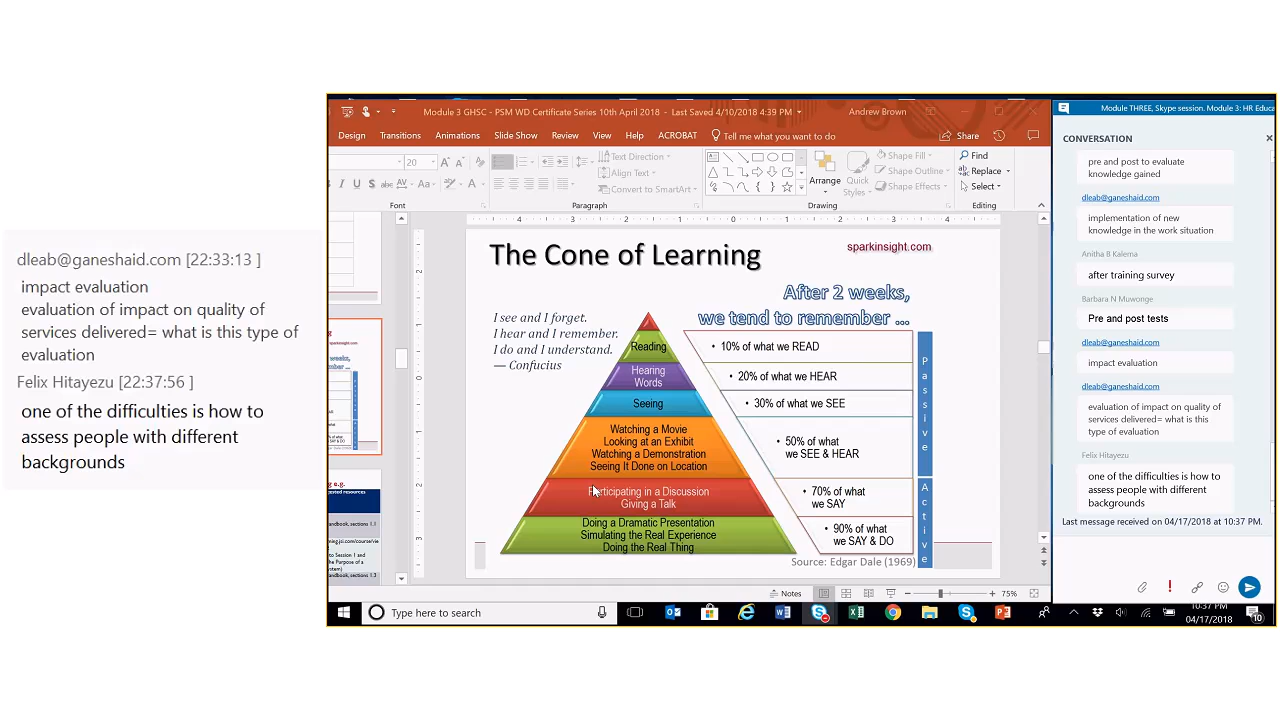 dleab@ganeshaid.com [22:33:13 ]
impact evaluation
evaluation of impact on quality of
services delivered= what is this type of
evaluation
Felix Hitayezu [22:37:56 ]
one of the difficulties is how to
assess people with different
backgrounds
Module 3 GHSC - PSM WD Certificate Series 10th April 2018 - Last Saved 4/10/2018 4:39 PM
Andrew Brown
Design Transitions Animations Slide Show Review View Help ACROBAT Tell me what you want to do Share
20
Text Direction
Align Text
Convert to SmartArt
Arrange
Quick Styles
Shape Fill
Shape Outline
Shape Effects
Find
Replace
Select
Font Paragraph Drawing Editing
The Cone of Learning
sparkinsight.com
I see and I forget.
I hear and I remember.
I do and I understand.
— Confucius
After 2 weeks,
we tend to remember ...
Reading
Hearing
Words
Seeing
Watching a Movie
Looking at an Exhibit
Watching a Demonstration
Seeing It Done on Location
Participating in a Discussion
Giving a Talk
Doing a Dramatic Presentation
Simulating the Real Experience
Doing the Real Thing
• 10% of what we READ
• 20% of what we HEAR
• 30% of what we SEE
• 50% of what
we SEE & HEAR
• 70% of what
we SAY
• 90% of what
we SAY & DO
Passive
Active
Source: Edgar Dale (1969)
Notes
75%
Type here to search
10:37 PM
04/17/2018
10
Module THREE, Skype session. Module 3: HR Educa
CONVERSATION
pre and post to evaluate
knowledge gained
dleab@ganeshaid.com
implementation of new
knowledge in the work situation
Anitha B Kalema
after training survey
Barbara N Muwonge
Pre and post tests
dleab@ganeshaid.com
impact evaluation
dleab@ganeshaid.com
evaluation of impact on quality of
services delivered= what is this
type of evaluation
Felix Hitayezu
one of the difficulties is how to
assess people with different
backgrounds
Last message received on 04/17/2018 at 10:37 PM.